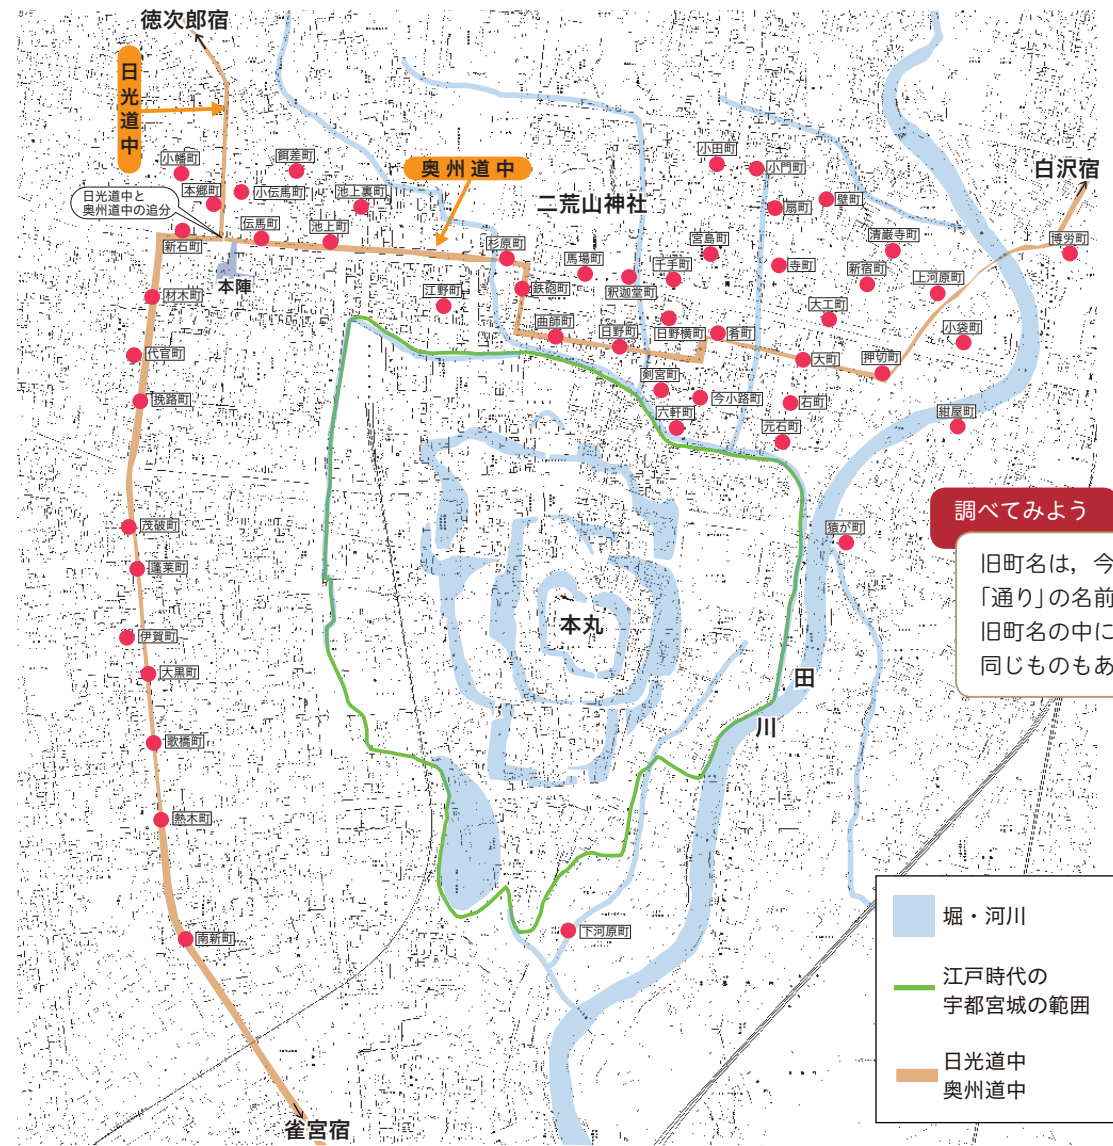 徳次郎宿
日光道中
奥州道中
小幡町
餌差町
本郷町
小伝馬町
池上裏町
日光道中と
奥州道中の追分
新石町
伝馬町
池上町
本陣
二荒山神社
小田町
小門町
扇町
壁町
白沢宿
博労町
清巌寺町
杉原町
馬場町
宮島町
千手町
釈迦堂町
寺町
新宿町
上河原町
材木町
江野町
鉄砲町
曲師町
日野町
日野横町
肴町
大工町
小袋町
代官町
大町
押切町
挽路町
剣宮町
今小路町
石町
六軒町
元石町
紺屋町
茂破町
猿が町
蓬莱町
本丸
伊賀町
大黒町
田
川
歌橋町
熱木町
南新町
下河原町
雀宮宿
調べてみよう
旧町名は，今
「通り」の名前
旧町名の中に
同じものもあ
堀・河川
江戸時代の
宇都宮城の範囲
日光道中
奥州道中